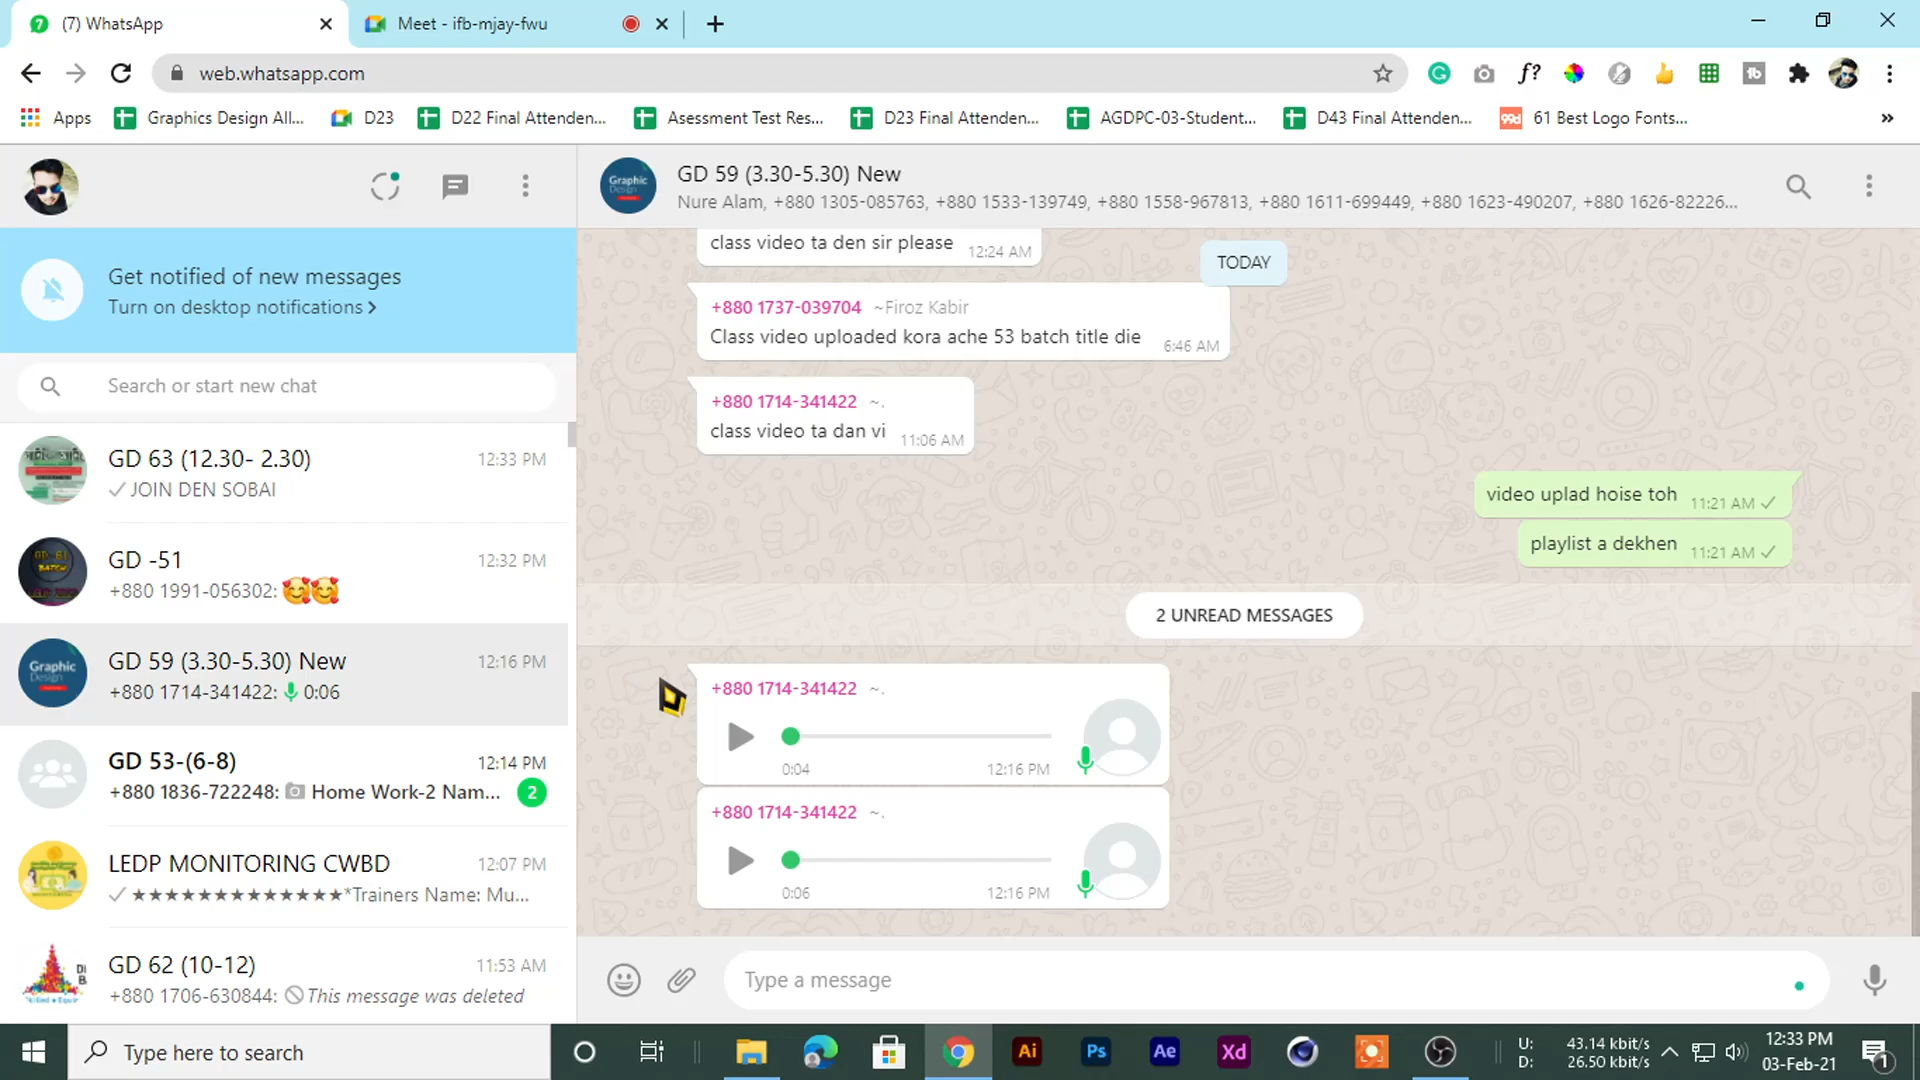 (7) WhatsApp
Meet - ifb-mjay-fwu
web.whatsapp.com
Apps
Graphics Design All...
D23
D22 Final Attenden...
Asessment Test Res...
D23 Final Attenden...
AGDPC-03-Student...
D43 Final Attenden...
61 Best Logo Fonts...
Get notified of new messages
Turn on desktop notifications
Search or start new chat
GD 63 (12.30- 2.30)
12:33 PM
JOIN DEN SOBAI
GD -51
12:32 PM
+880 1991-056302:
GD 59 (3.30-5.30) New
12:16 PM
+880 1714-341422: 0:06
GD 53-(6-8)
12:14 PM
+880 1836-722248: Home Work-2 Nam...
2
LEDP MONITORING CWBD
12:07 PM
★★★★★★★★★★★★★*Trainers Name: Mu...
GD 62 (10-12)
11:53 AM
+880 1706-630844: This message was deleted
Graphic
Design
GD 59 (3.30-5.30) New
Nure Alam, +880 1305-085763, +880 1533-139749, +880 1558-967813, +880 1611-699449, +880 1623-490207, +880 1626-82226...
class video ta den sir please
12:24 AM
TODAY
+880 1737-039704 ~Firoz Kabir
Class video uploaded kora ache 53 batch title die
6:46 AM
+880 1714-341422 ~.
class video ta dan vi
11:06 AM
video uplad hoise toh
11:21 AM
playlist a dekhen
11:21 AM
2 UNREAD MESSAGES
+880 1714-341422 ~.
0:04
12:16 PM
+880 1714-341422 ~.
0:06
12:16 PM
Type a message
Type here to search
Ai
Ps
Ae
Xd
U: 43.14 kbit/s
D: 26.50 kbit/s
12:33 PM
03-Feb-21
1